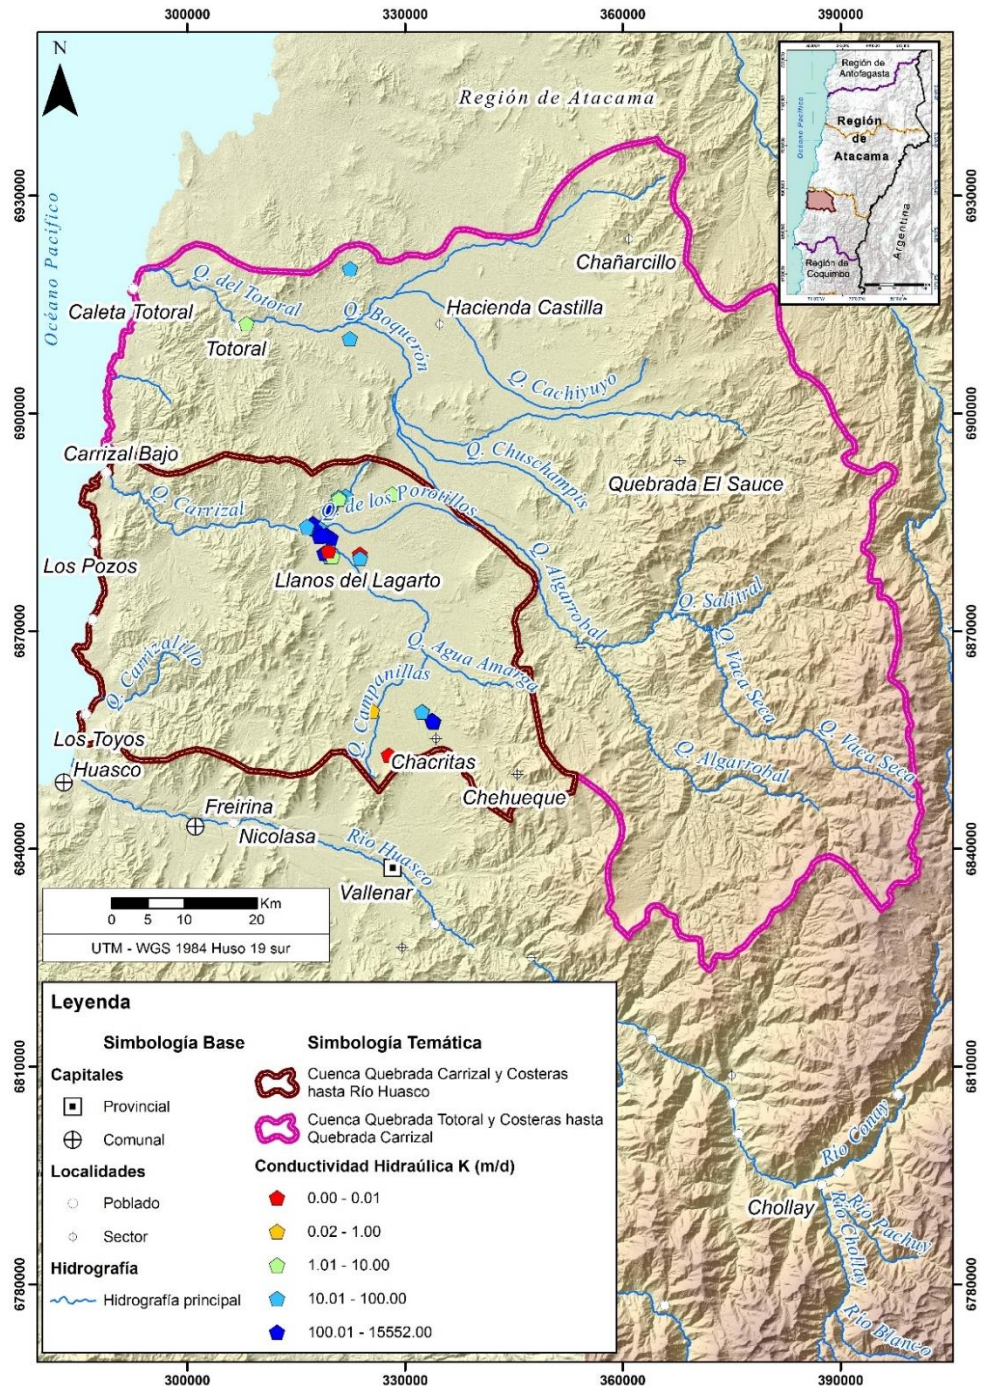 300000
330000
360000
390000
N
Región de Atacama
Océano Pacífico
6930000
6900000
6870000
6840000
6810000
6780000
Región de
Antofagasta
Océano Pacífico
Región
de
Atacama
Argentina
Región de
Coquimbo
6930000
6900000
6870000
6840000
6810000
6780000
Chañarcillo
Q. del Totoral
Caleta Totoral
Hacienda Castilla
Totoral
Q. Boquerón
Q. Cachiyuyo
Carrizal Bajo
Q. Chuschampis
Quebrada El Sauce
Q. Carrizal
Q. de los Porotillos
Los Pozos
Llanos del Lagarto
Q. Algarrobal
Q. Salitral
Q. Carrizalillo
Q. Agua Amarga
Q. Campanillas
Q. Vaca Seca
Q. Vaca Seca
Los Toyos
Huasco
Chacritas
Q. Algarrobal
Chehueque
Freirina
Nicolasa
Río Huasco
Vallenar
0 5 10 20 Km
UTM - WGS 1984 Huso 19 sur
Leyenda
Simbología Base
Capitales
Provincial
Comunal
Localidades
Poblado
Sector
Hidrografía
Hidrografía principal
Simbología Temática
Cuenca Quebrada Carrizal y Costeras
hasta Río Huasco
Cuenca Quebrada Totoral y Costeras hasta
Quebrada Carrizal
Conductividad Hidraúlica K (m/d)
0.00 - 0.01
0.02 - 1.00
1.01 - 10.00
10.01 - 100.00
100.01 - 15552.00
Río Conay
Chollay
Río Pachuy
Río Chollay
Río Blanco
300000
330000
360000
390000